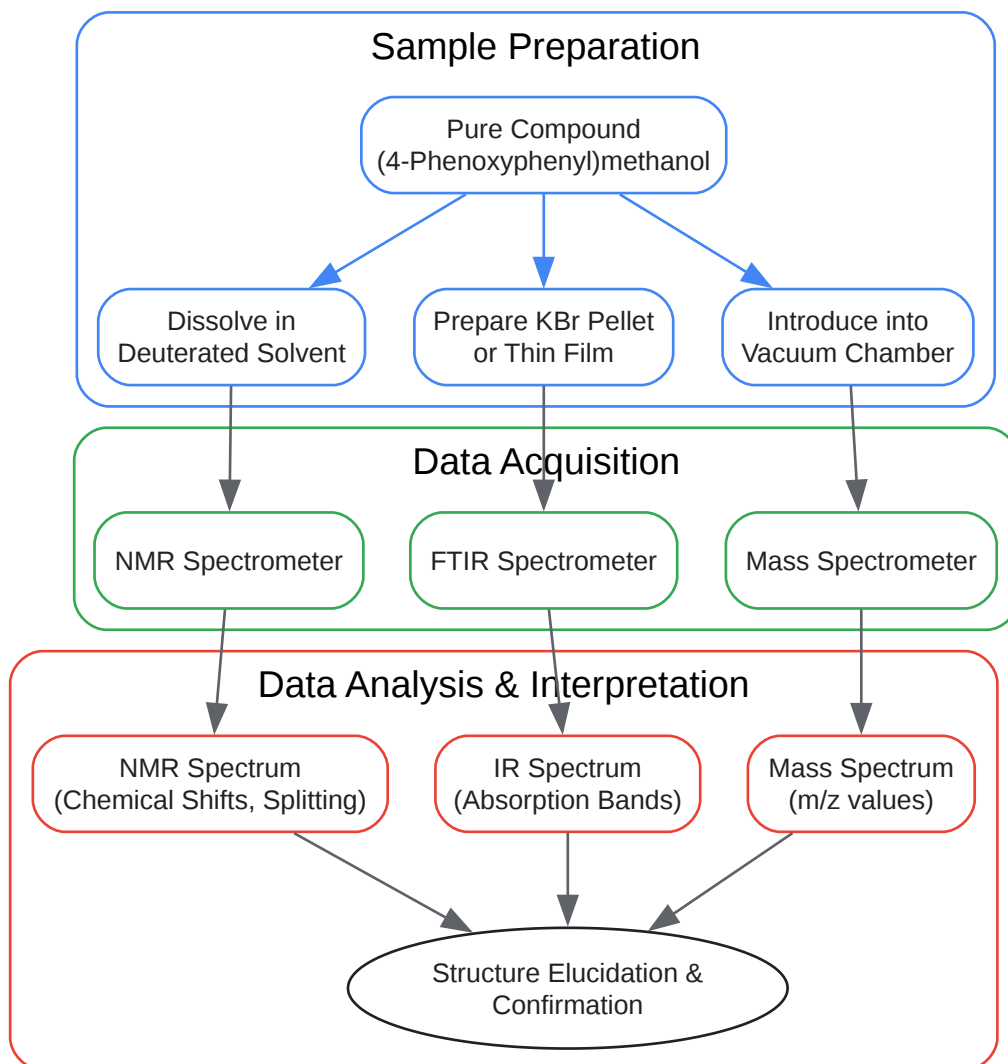 Sample Preparation
Pure Compound
(4-Phenoxyphenyl)methanol
Dissolve in
Deuterated Solvent
Prepare KBr Pellet
or Thin Film
Introduce into
Vacuum Chamber
Data Acquisition
NMR Spectrometer
FTIR Spectrometer
Mass Spectrometer
Data Analysis & Interpretation
NMR Spectrum
(Chemical Shifts, Splitting)
IR Spectrum
(Absorption Bands)
Mass Spectrum
(m/z values)
Structure Elucidation &
Confirmation